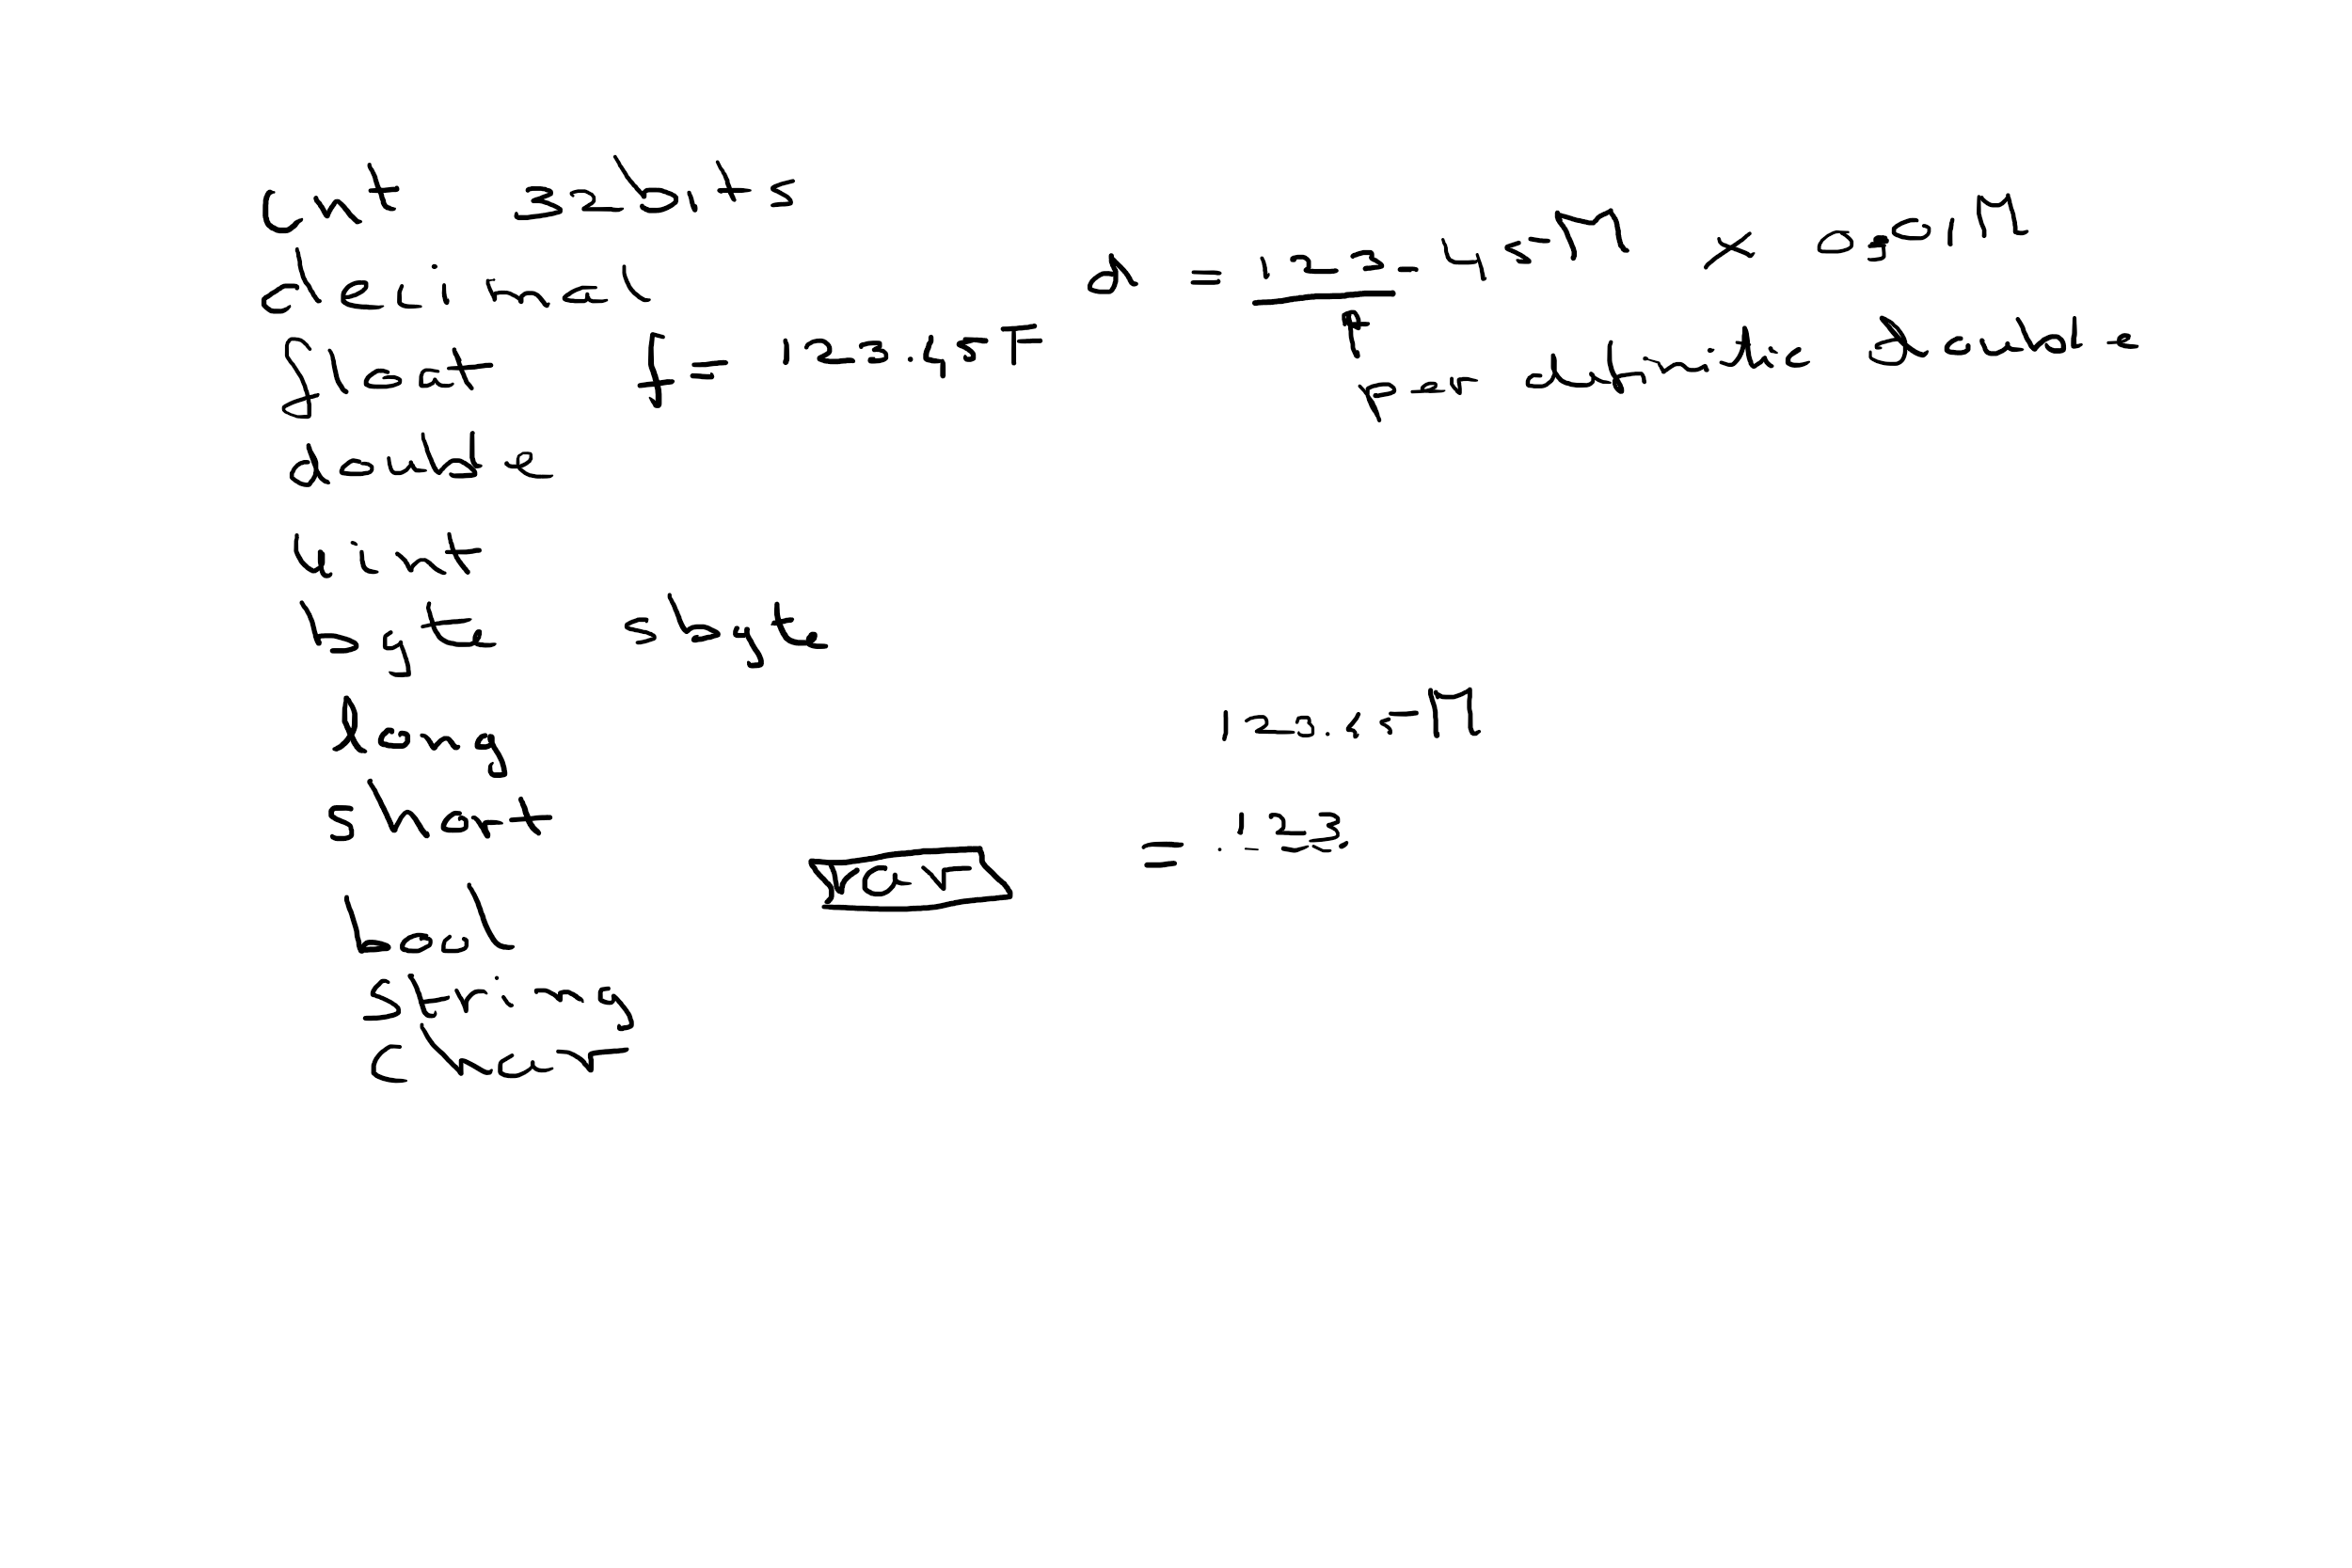 int 32bits
decimal d = 123.45M × 0.01M
float f = 123.45F
per definitie double
double
uint
byte sbyte
long 123.45M
short
var = 123
bool
string
char